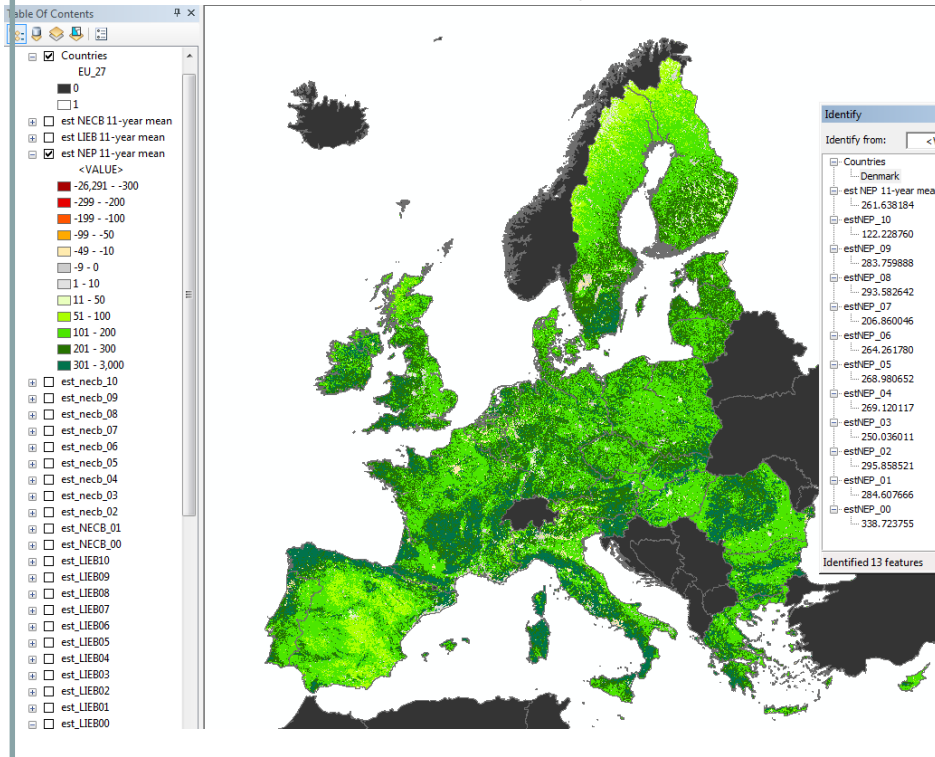 Table Of Contents
Countries
EU_27
0
1
est NECB 11-year mean
est LIEB 11-year mean
est NEP 11-year mean
<VALUE>
-26,291 - -300
-299 - -200
-199 - -100
-99 - -50
-49 - -10
-9 - 0
1 - 10
11 - 50
51 - 100
101 - 200
201 - 300
301 - 3,000
est_necb_10
est_necb_09
est_necb_08
est_necb_07
est_necb_06
est_necb_05
est_necb_04
est_necb_03
est_necb_02
est_NECB_01
est_NECB_00
est_LIEB10
est_LIEB09
est_LIEB08
est_LIEB07
est_LIEB06
est_LIEB05
est_LIEB04
est_LIEB03
est_LIEB02
est_LIEB01
est_LIEB00
Identify
Identify from:
Countries
Denmark
est NEP 11-year mea
261.638184
estNEP_10
122.228760
estNEP_09
283.759888
estNEP_08
293.582642
estNEP_07
206.860046
estNEP_06
264.261780
estNEP_05
268.980652
estNEP_04
269.120117
estNEP_03
250.036011
estNEP_02
295.858521
estNEP_01
284.607666
estNEP_00
338.723755
Identified 13 features